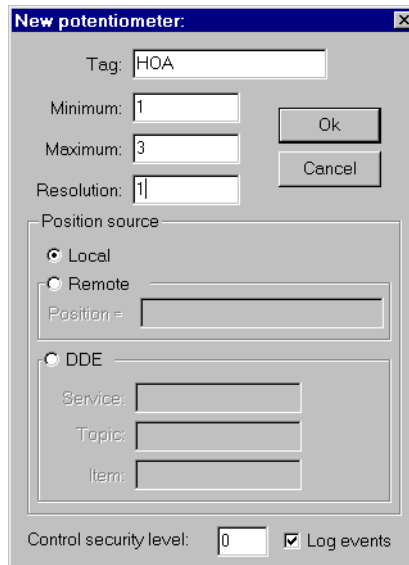 New potentiometer:
Tag: HOA
Minimum: 1
Maximum: 3
Resolution: 1
Ok
Cancel
Position source
Local
Remote
Position =
DDE
Service:
Topic:
Item:
Control security level: 0 Log events